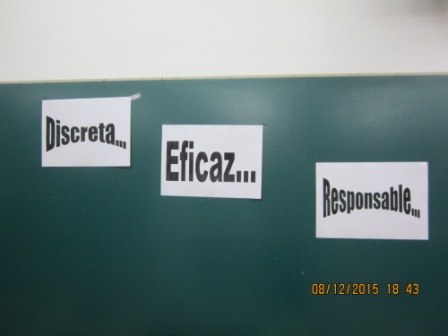 Discreta...
Eficaz...
Responsable...
08/12/2015 18:43